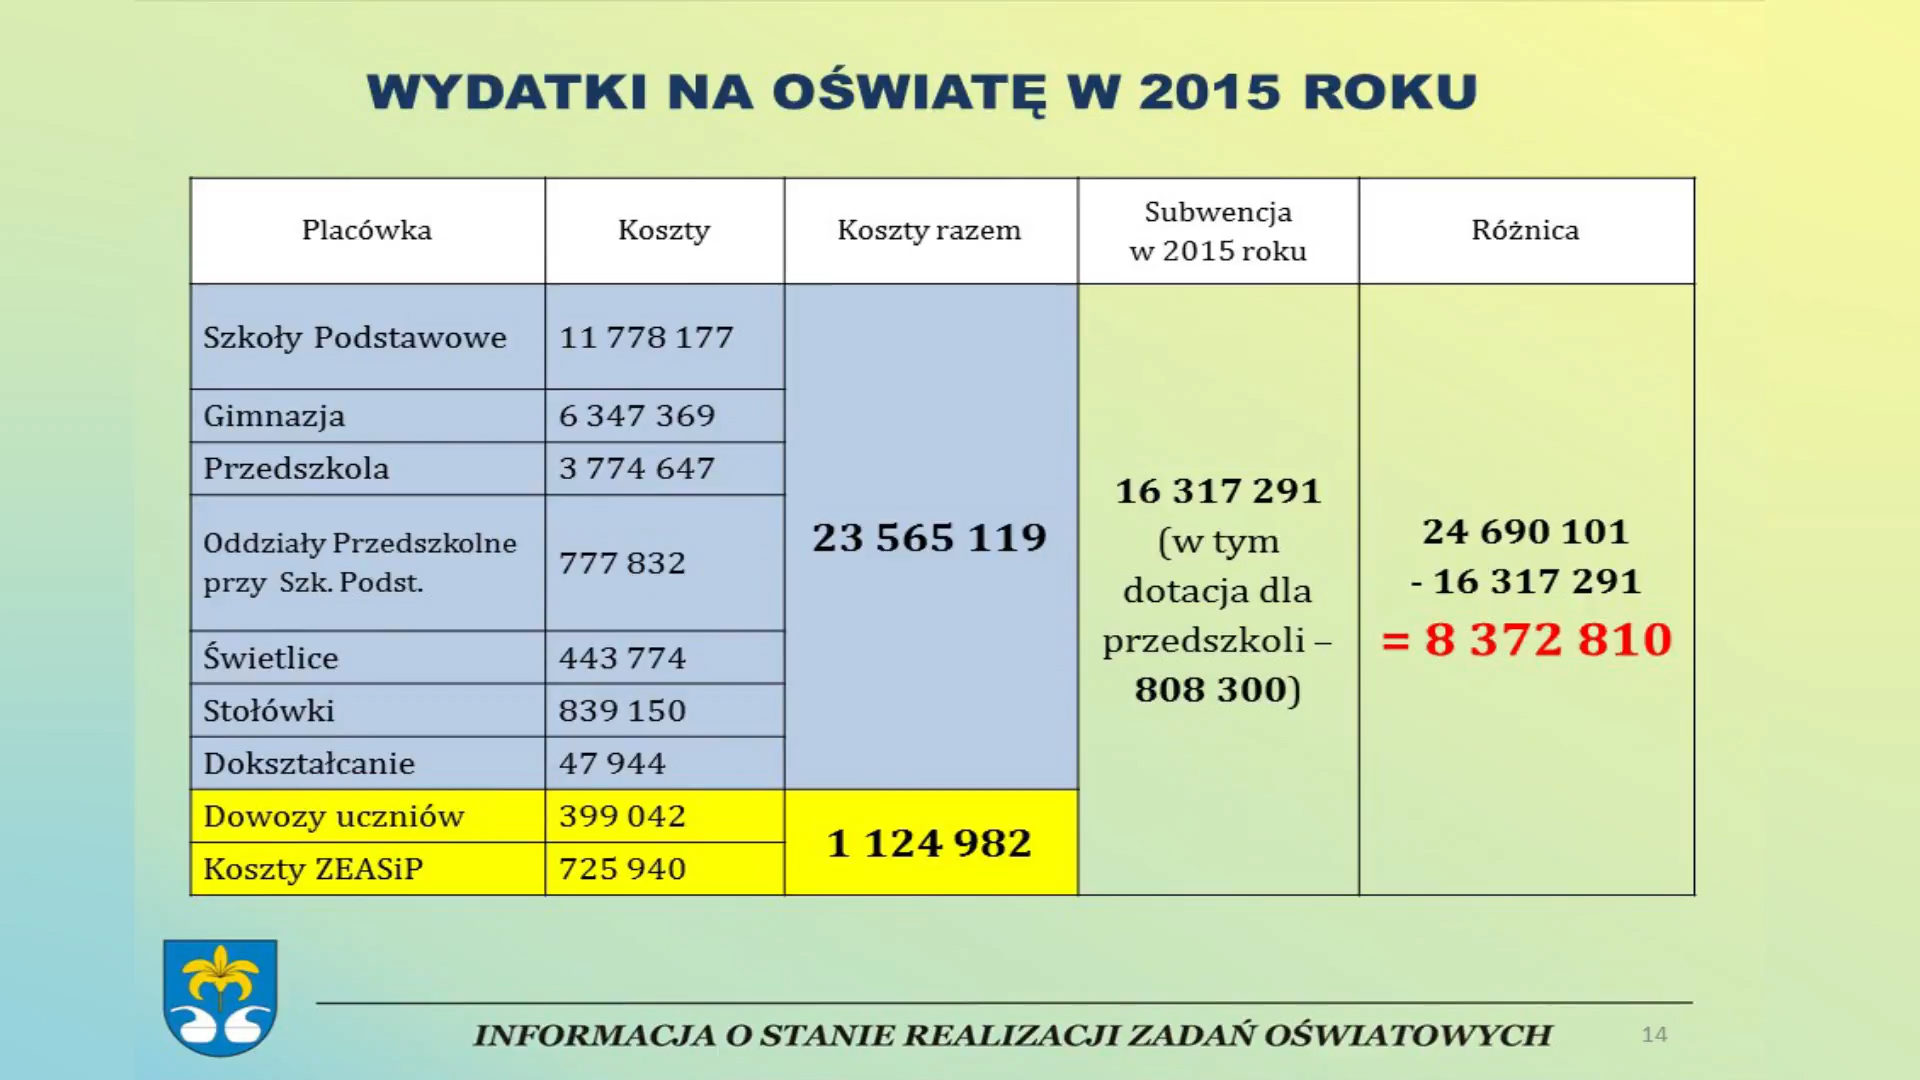 WYDATKI NA OŚWIATĘ W 2015 ROKU
Placówka
Koszty
Koszty razem
Subwencja
w 2015 roku
Różnica
Szkoły Podstawowe
11 778 177
Gimnazja
6 347 369
Przedszkola
3 774 647
Oddziały Przedszkolne
przy Szk. Podst.
777 832
Świetlice
443 774
Stołówki
839 150
Dokształcanie
47 944
23 565 119
Dowozy uczniów
399 042
Koszty ZEASiP
725 940
1 124 982
16 317 291
(w tym
dotacja dla
przedszkoli –
808 300)
24 690 101
- 16 317 291
= 8 372 810
INFORMACJA O STANIE REALIZACJI ZADAŃ OŚWIATOWYCH
14